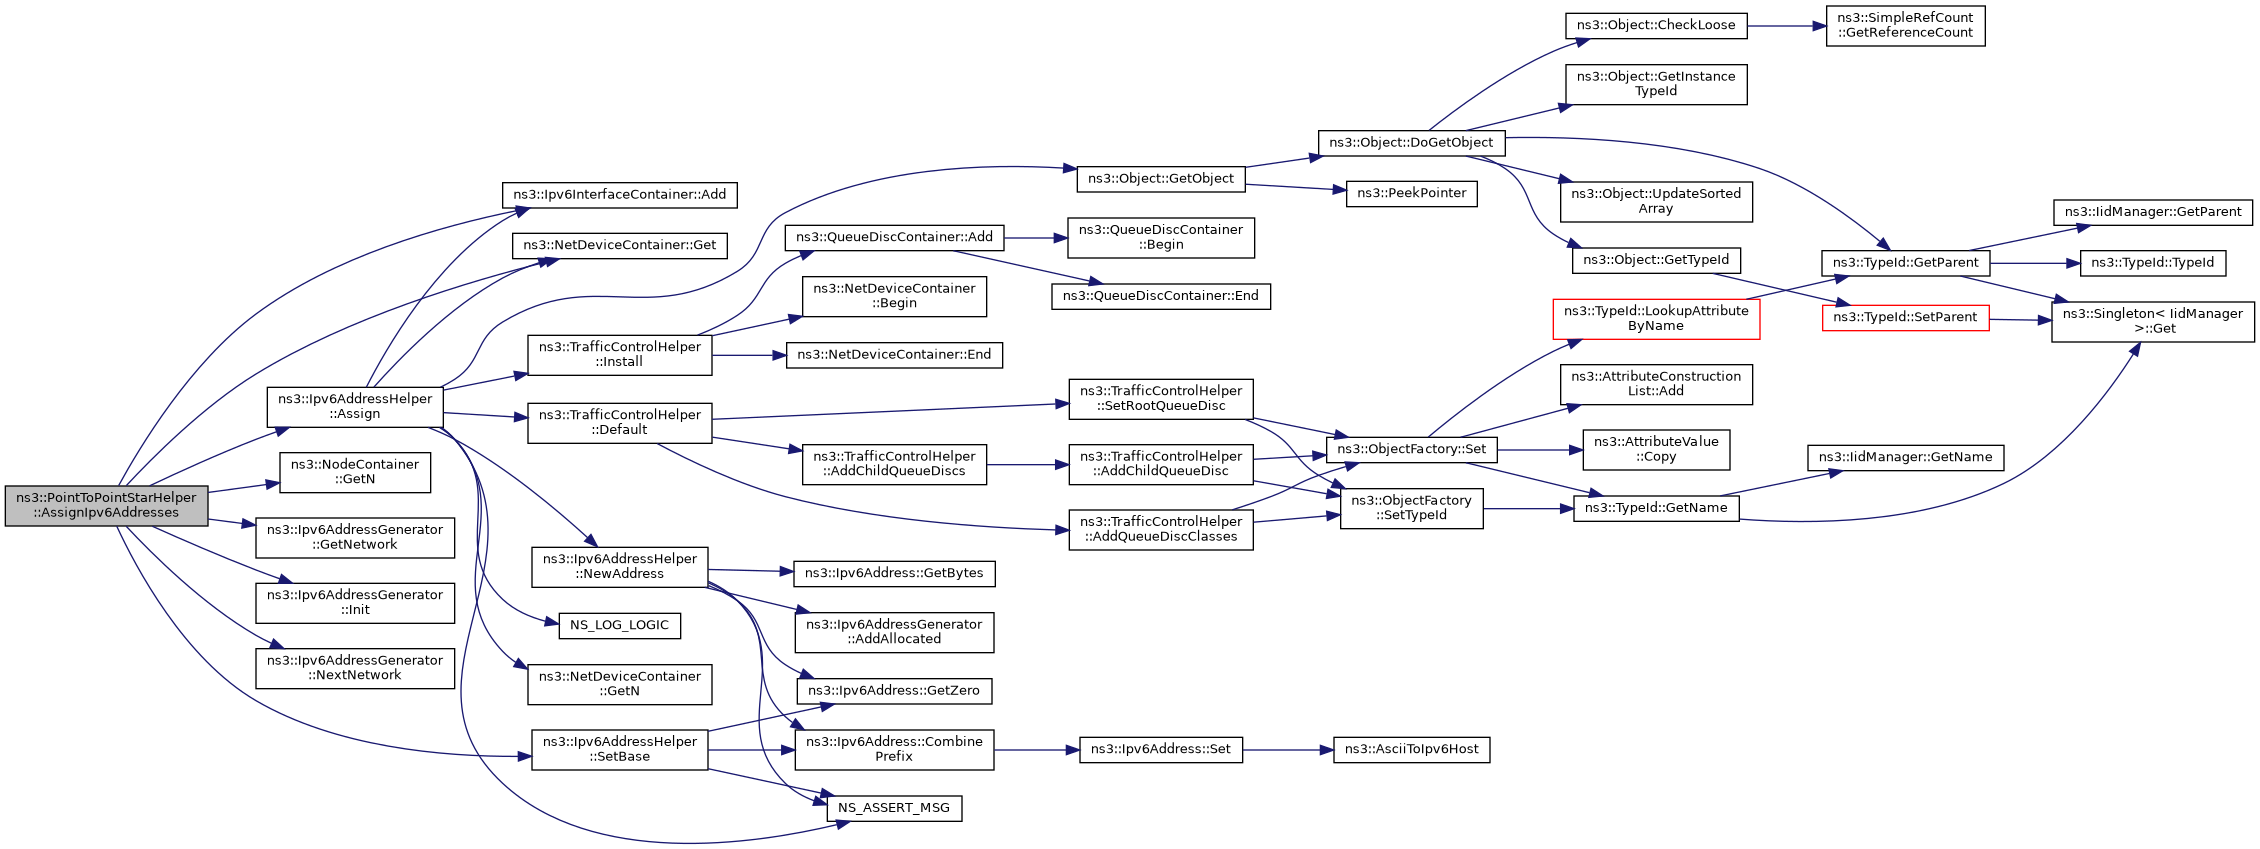 ns3::PointToPointStarHelper
::AssignIpv6Addresses
ns3::Ipv6InterfaceContainer::Add
ns3::NetDeviceContainer::Get
ns3::Ipv6AddressHelper
::Assign
ns3::NodeContainer
::GetN
ns3::Ipv6AddressGenerator
::GetNetwork
ns3::Ipv6AddressGenerator
::Init
ns3::Ipv6AddressGenerator
::NextNetwork
ns3::TrafficControlHelper
::Install
ns3::TrafficControlHelper
::Default
ns3::Ipv6AddressHelper
::NewAddress
NS_LOG_LOGIC
ns3::NetDeviceContainer
::GetN
ns3::Ipv6AddressHelper
::SetBase
ns3::QueueDiscContainer::Add
ns3::NetDeviceContainer
::Begin
ns3::NetDeviceContainer::End
ns3::TrafficControlHelper
::AddChildQueueDiscs
ns3::Ipv6Address::GetBytes
ns3::Ipv6AddressGenerator
::AddAllocated
ns3::Ipv6Address::GetZero
ns3::Ipv6Address::Combine
Prefix
NS_ASSERT_MSG
ns3::Object::GetObject
ns3::QueueDiscContainer
::Begin
ns3::QueueDiscContainer::End
ns3::TrafficControlHelper
::SetRootQueueDisc
ns3::TrafficControlHelper
::AddChildQueueDisc
ns3::TrafficControlHelper
::AddQueueDiscClasses
ns3::Ipv6Address::Set
ns3::Object::DoGetObject
ns3::PeekPointer
ns3::ObjectFactory::Set
ns3::ObjectFactory
::SetTypeId
ns3::AsciiToIpv6Host
ns3::Object::CheckLoose
ns3::Object::GetInstance
TypeId
ns3::Object::UpdateSorted
Array
ns3::Object::GetTypeId
ns3::TypeId::LookupAttribute
ByName
ns3::AttributeConstruction
List::Add
ns3::AttributeValue
::Copy
ns3::TypeId::GetName
ns3::SimpleRefCount
::GetReferenceCount
ns3::TypeId::GetParent
ns3::TypeId::SetParent
ns3::IidManager::GetName
ns3::IidManager::GetParent
ns3::TypeId::TypeId
ns3::Singleton< IidManager
>::Get